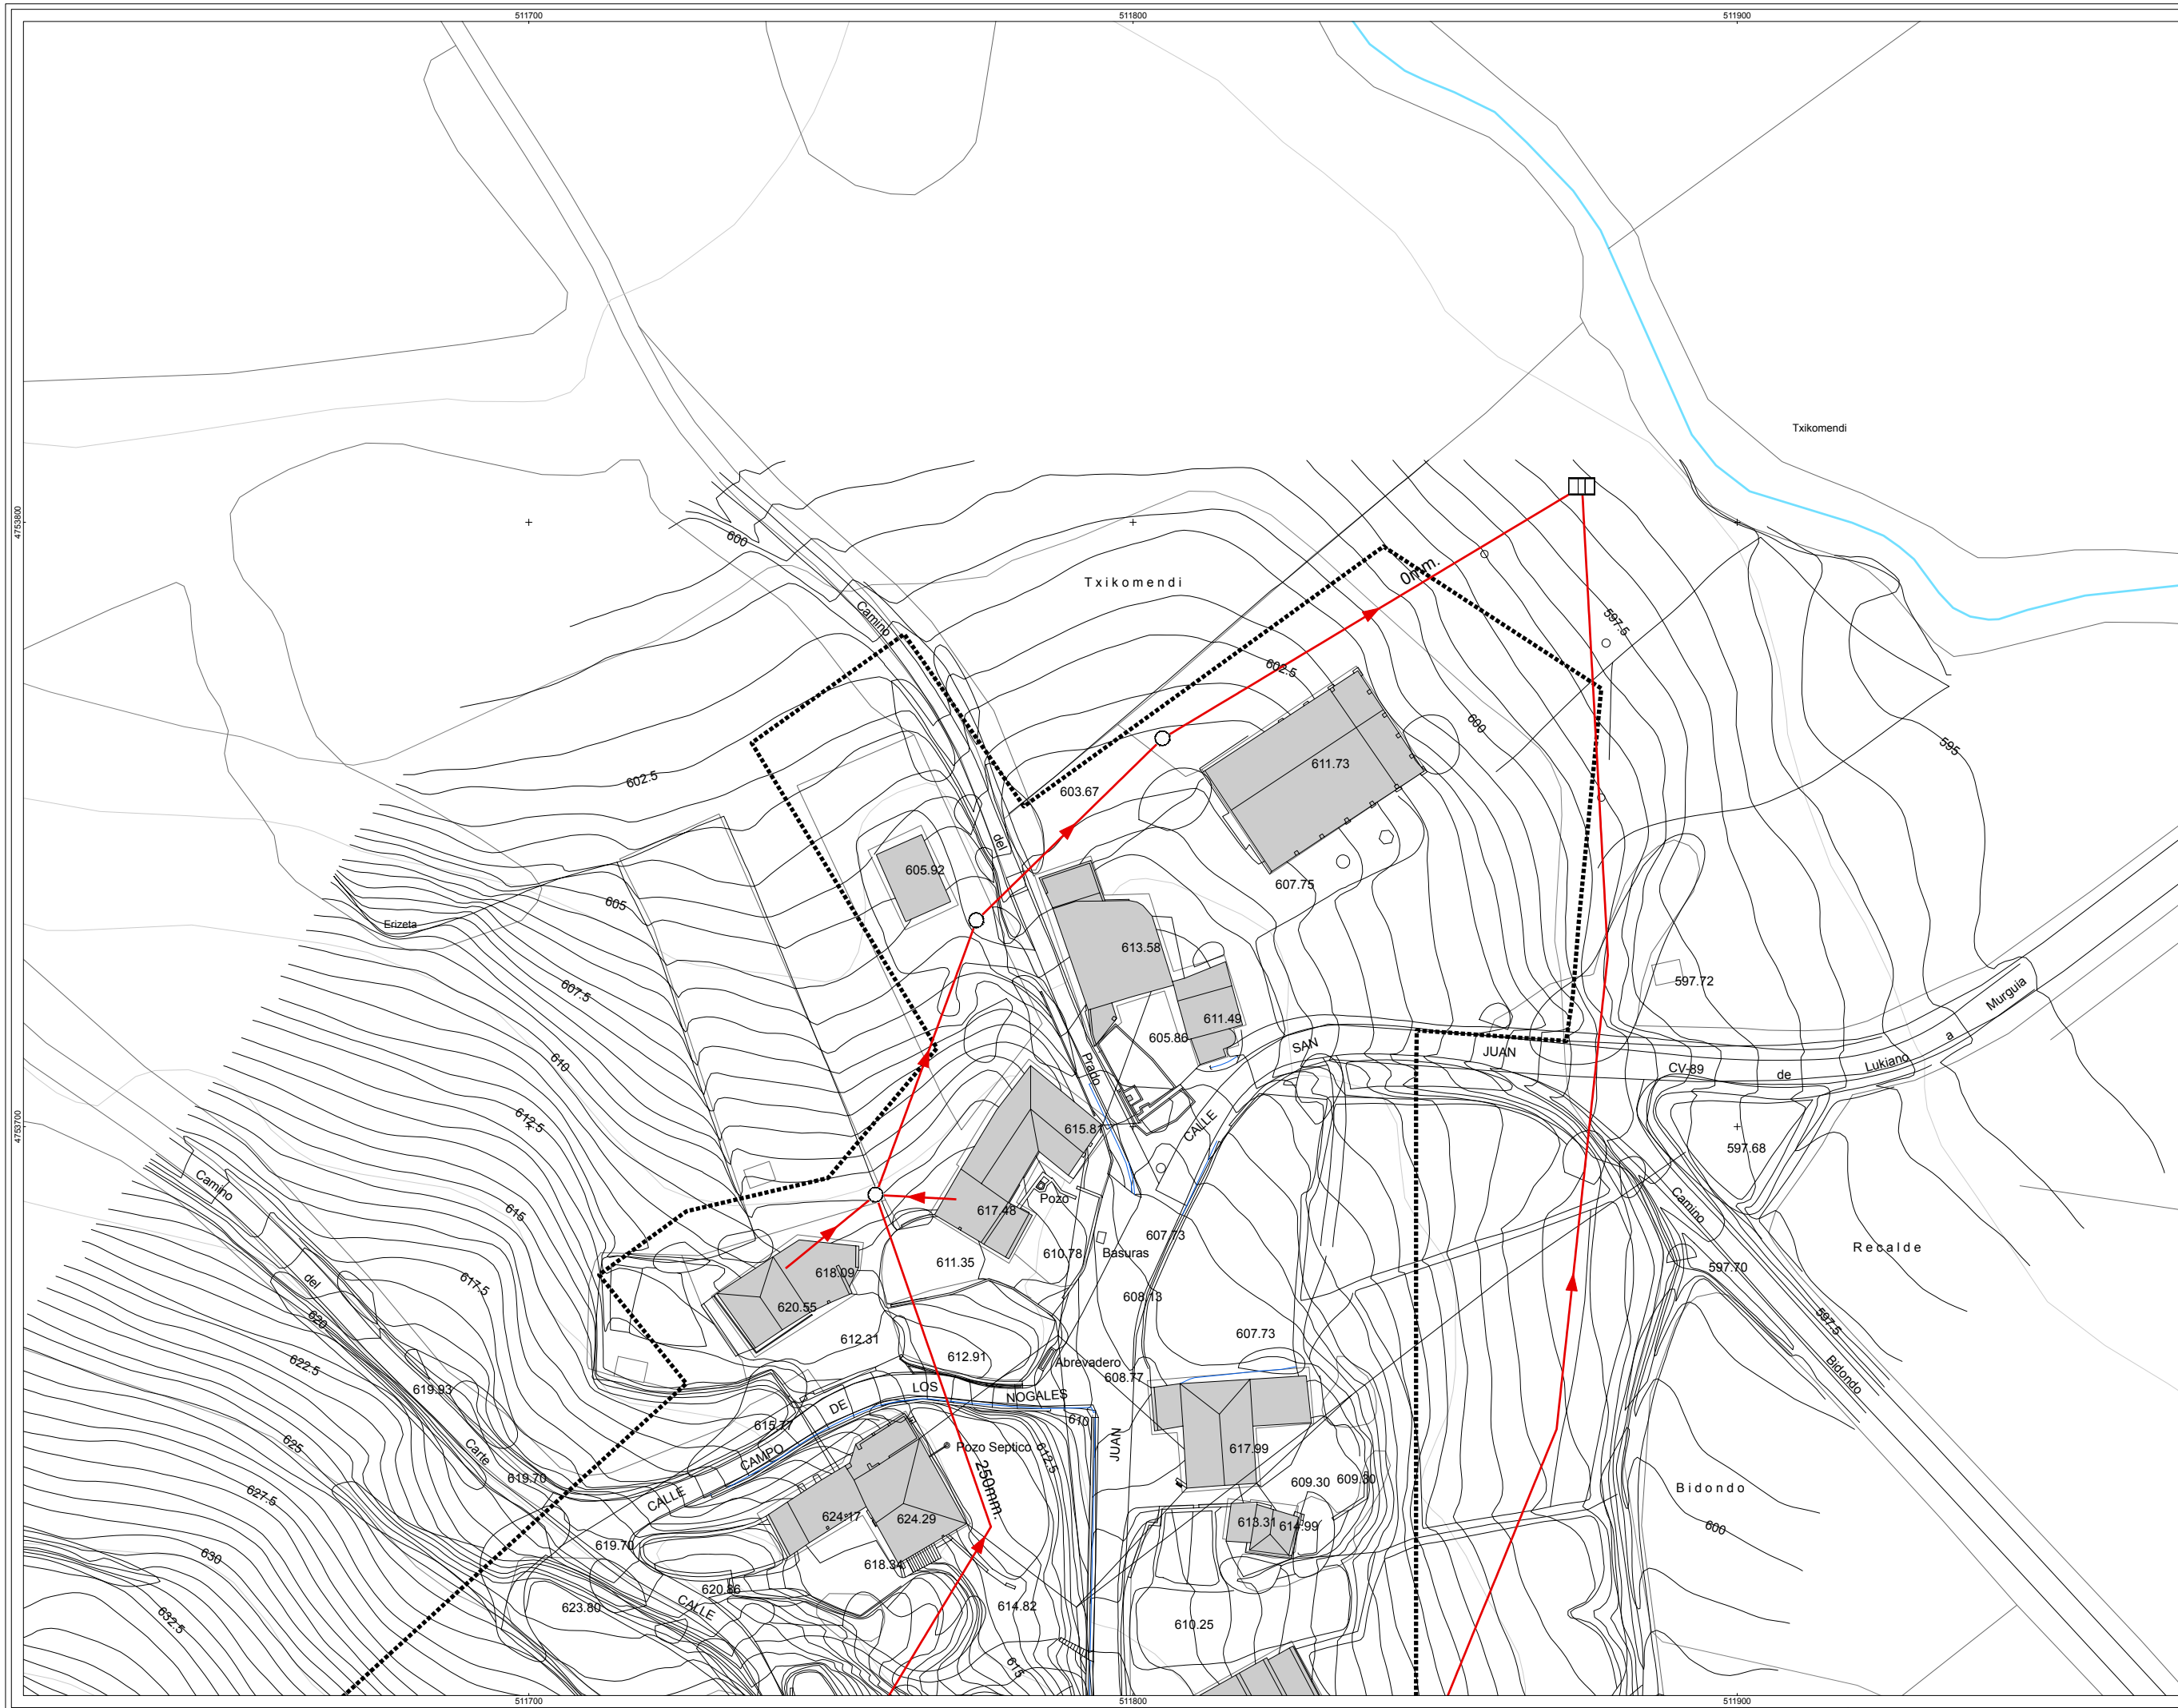 511700
511800
511900
4753800
4753700
Txikomendi
600
Camino
Txikomendi
0mm.
597.5
602.5
600
595
602.5
611.73
603.67
del
605.92
607.75
605
Erizeta
613.58
597.72
607.5
Murguia
611.49
605.86
SAN
JUAN
a
Lukiano
de
CV-89
610
Prado
612.5
615.81
CALLE
597.68
Camino
Camino
Pozo
617.48
615
607.73
610.78
Basuras
Recalde
611.35
618.09
597.70
del
617.5
608.13
620.55
620
612.31
607.73
597.5
612.91
Abrevadero
608.77
622.5
619.93
LOS
NOGALES
DE
610
Bidondo
615.77
625
Carte
CAMPO
Pozo Septico
612.5
JUAN
617.99
619.70
250mm.
609.30
609.30
Bidondo
627.5
CALLE
624.17
624.29
613.31
614.99
600
630
619.70
618.34
620.86
CALLE
623.80
614.82
610.25
632.5
615
511700
511800
511900